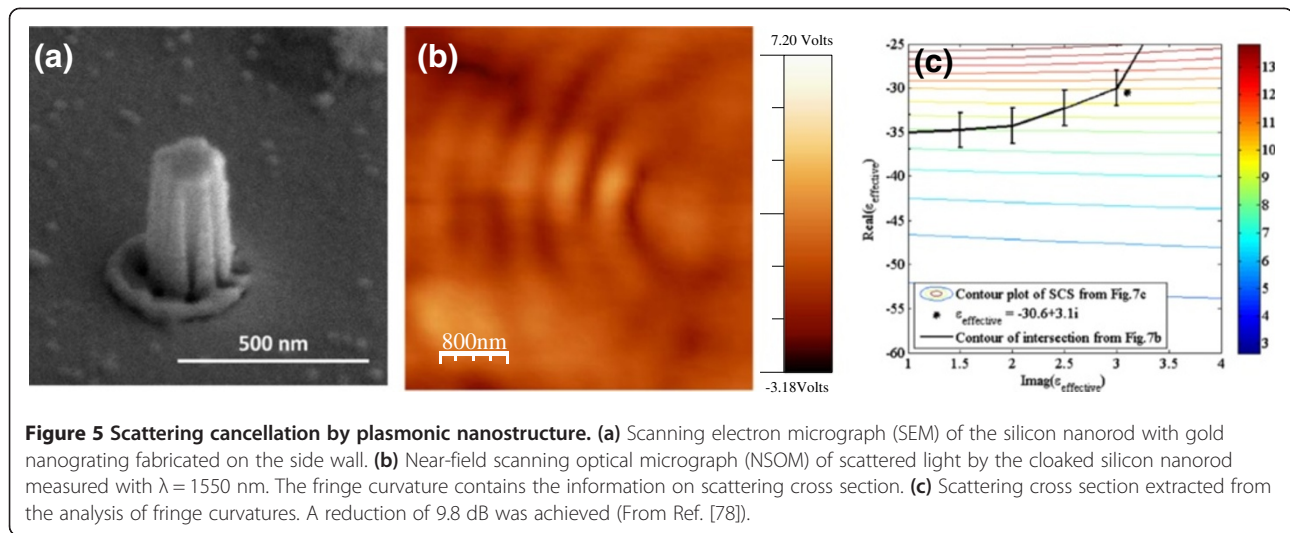 (a)
500 nm
(b)
800nm
7.20 Volts
-3.18Volts
(c)
-25
-30
-35
-40
-45
-50
-55
-60
Real(ε_effective)
Contour plot of SCS from Fig.7c
ε_effective = -30.6+3.1i
Contour of intersection from Fig.7b
1 1.5 2 2.5 3 3.5 4
Imag(ε_effective)
13
12
11
10
9
8
7
6
5
4
3
Figure 5 Scattering cancellation by plasmonic nanostructure. (a) Scanning electron micrograph (SEM) of the silicon nanorod with gold
nanograting fabricated on the side wall. (b) Near-field scanning optical micrograph (NSOM) of scattered light by the cloaked silicon nanorod
measured with λ = 1550 nm. The fringe curvature contains the information on scattering cross section. (c) Scattering cross section extracted from
the analysis of fringe curvatures. A reduction of 9.8 dB was achieved (From Ref. [78]).